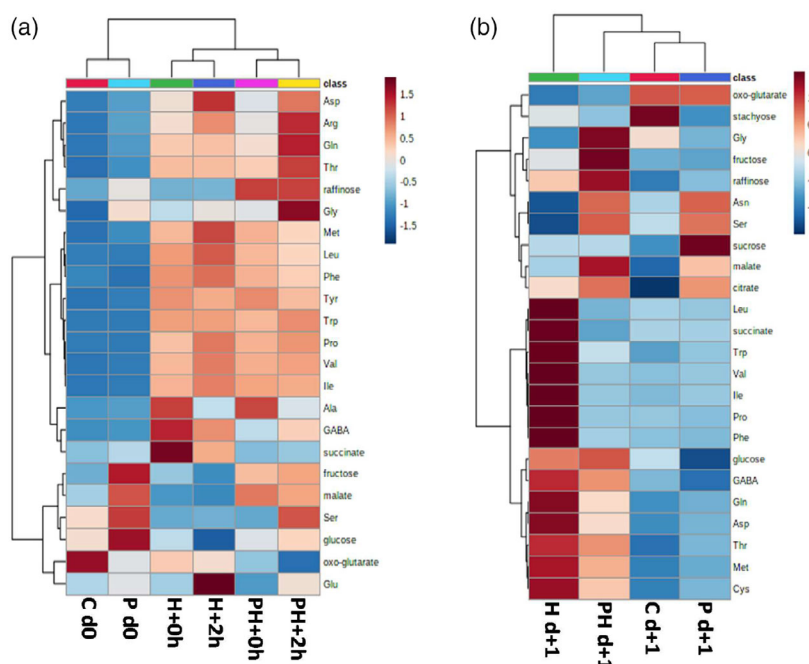 (a)
class
Asp
Arg
Gln
Thr
raffinose
Gly
Met
Leu
Phe
Tyr
Trp
Pro
Val
Ile
Ala
GABA
succinate
fructose
malate
Ser
glucose
oxo-glutarate
Glu
1.5
1
0.5
0
-0.5
-1
-1.5
C d0
P d0
H+0h
H+2h
PH+0h
PH+2h
(b)
class
oxo-glutarate
stachyose
Gly
fructose
raffinose
Asn
Ser
sucrose
malate
citrate
Leu
succinate
Trp
Val
Ile
Pro
Phe
glucose
GABA
Gln
Asp
Thr
Met
Cys
H d+1
PH d+1
C d+1
P d+1